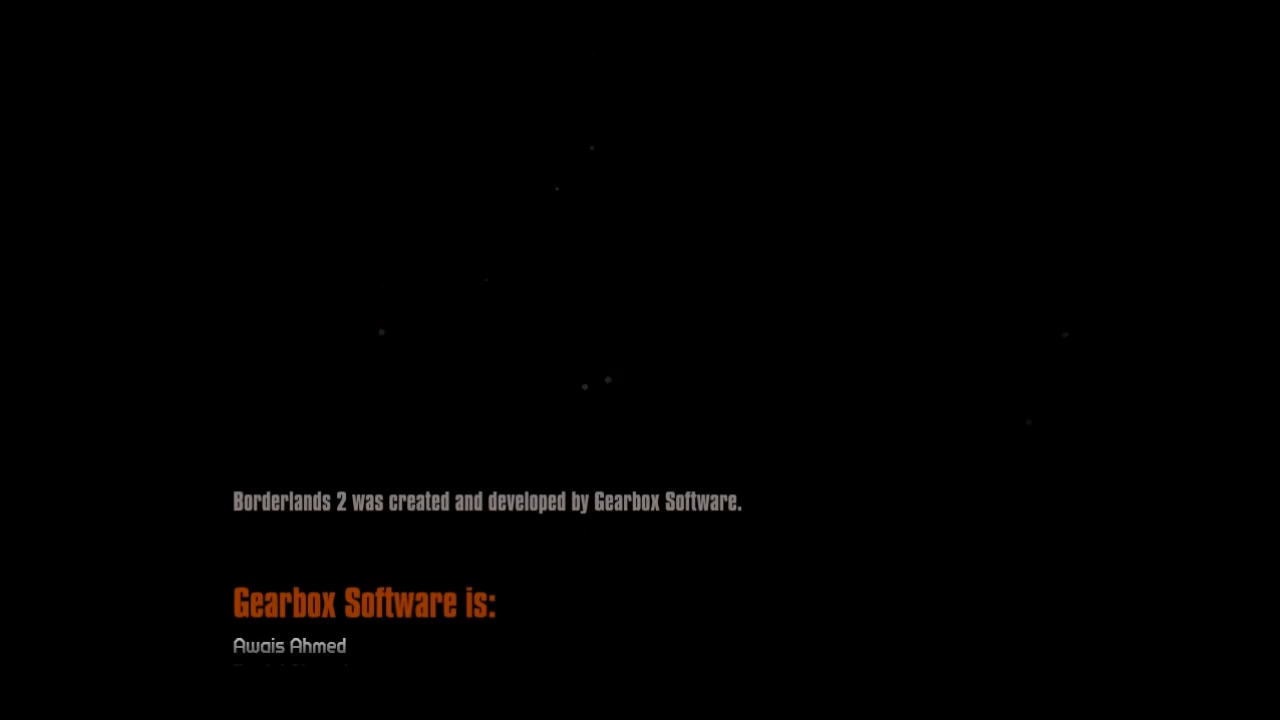 Borderlands 2 was created and developed by Gearbox Software.
Gearbox Software is:
Awais Ahmed